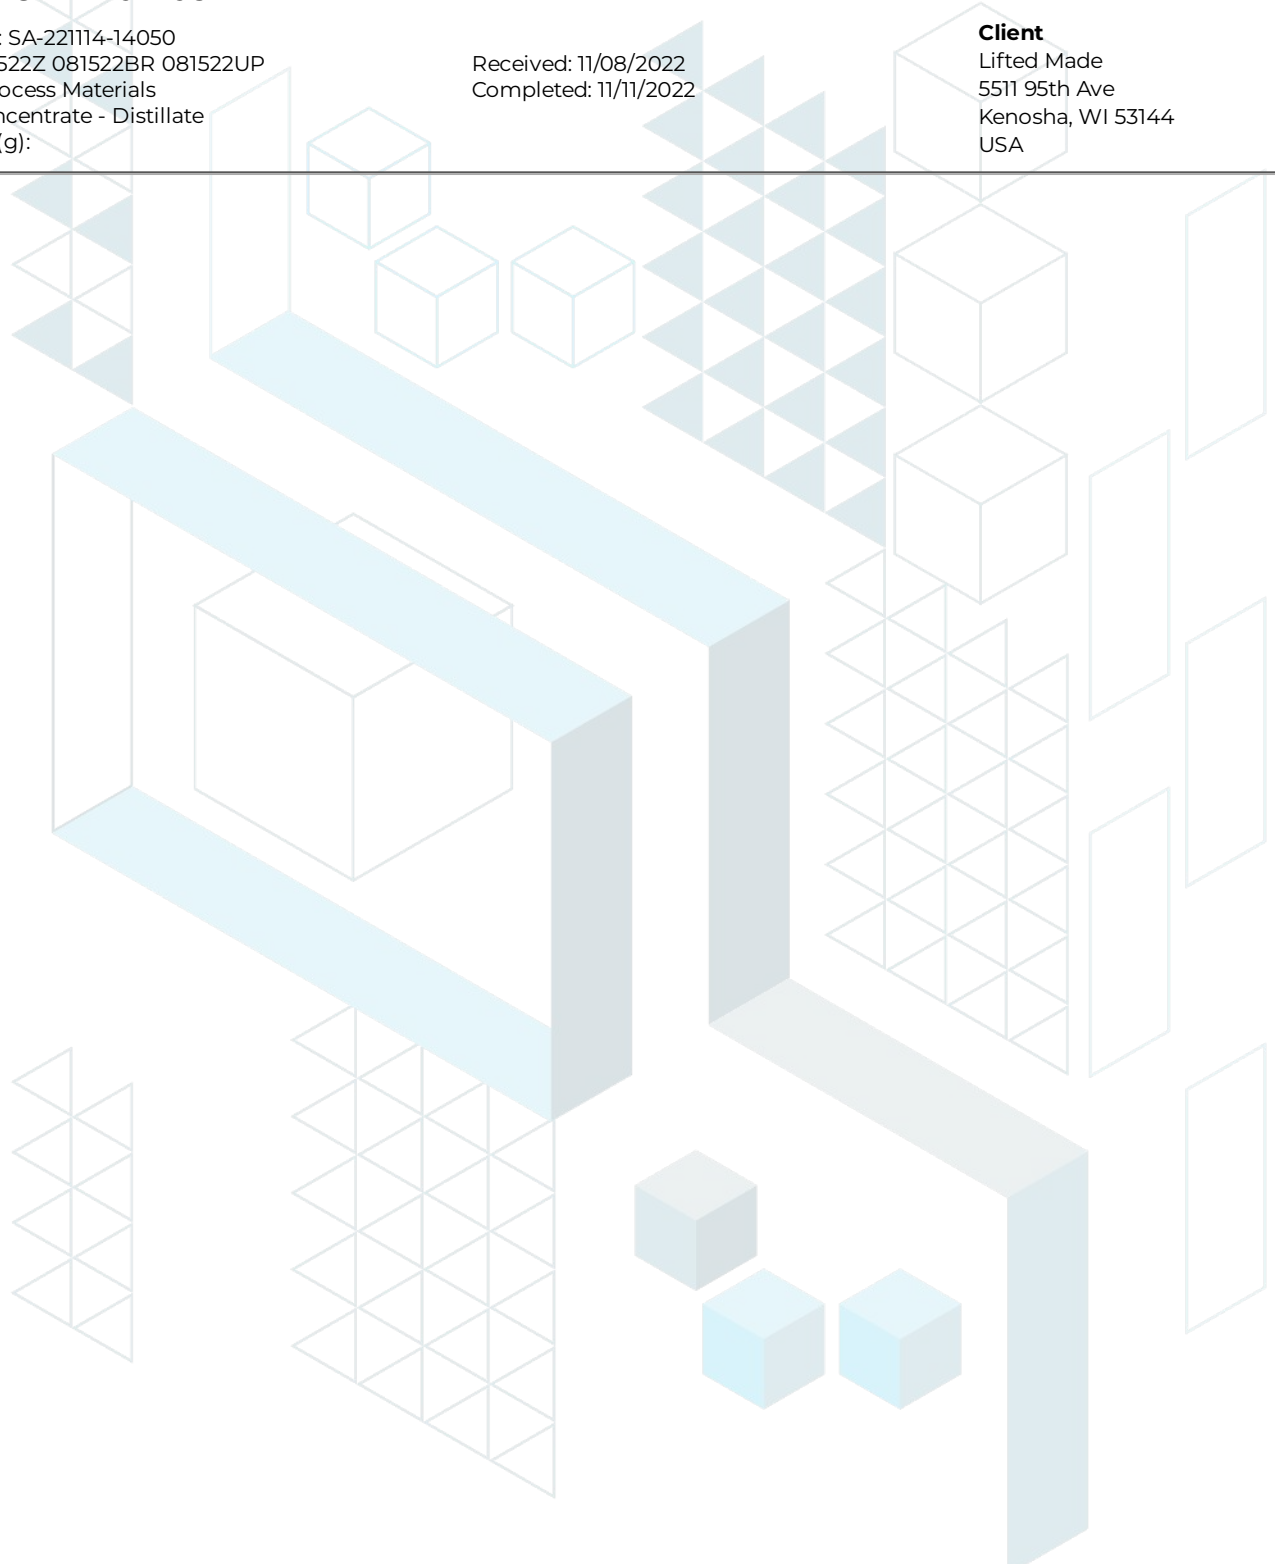 : SA-221114-14050
522Z 081522BR 081522UP
ocess Materials
ncentrate - Distillate
(g):
Received: 11/08/2022
Completed: 11/11/2022
Client
Lifted Made
5511 95th Ave
Kenosha, WI 53144
USA